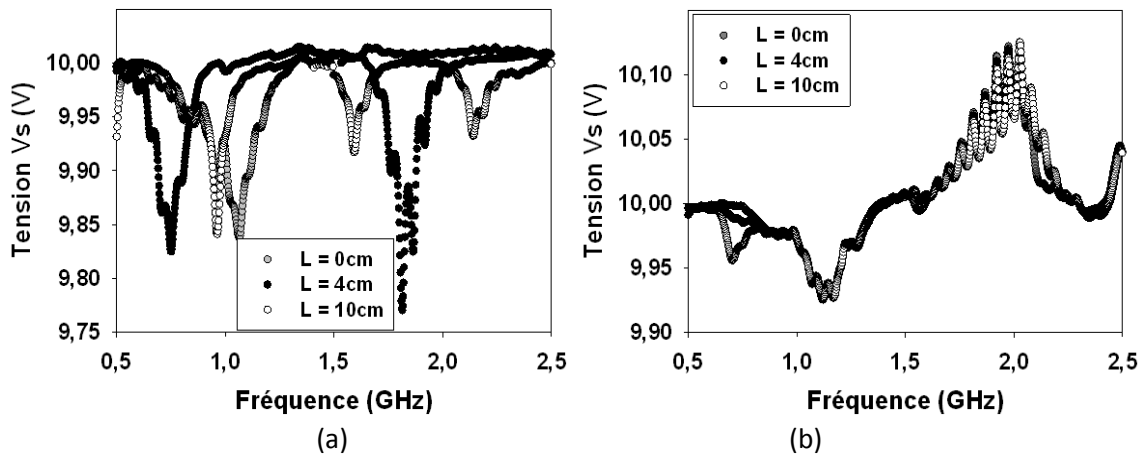 10,00
9,95
9,90
9,85
9,80
9,75
Tension Vs (V)
L = 0cm
L = 4cm
L = 10cm
0,5
1,0
1,5
2,0
2,5
Fréquence (GHz)
(a)
10,10
10,05
10,00
9,95
9,90
Tension Vs (V)
L = 0cm
L = 4cm
L = 10cm
0,5
1,0
1,5
2,0
2,5
Fréquence (GHz)
(b)